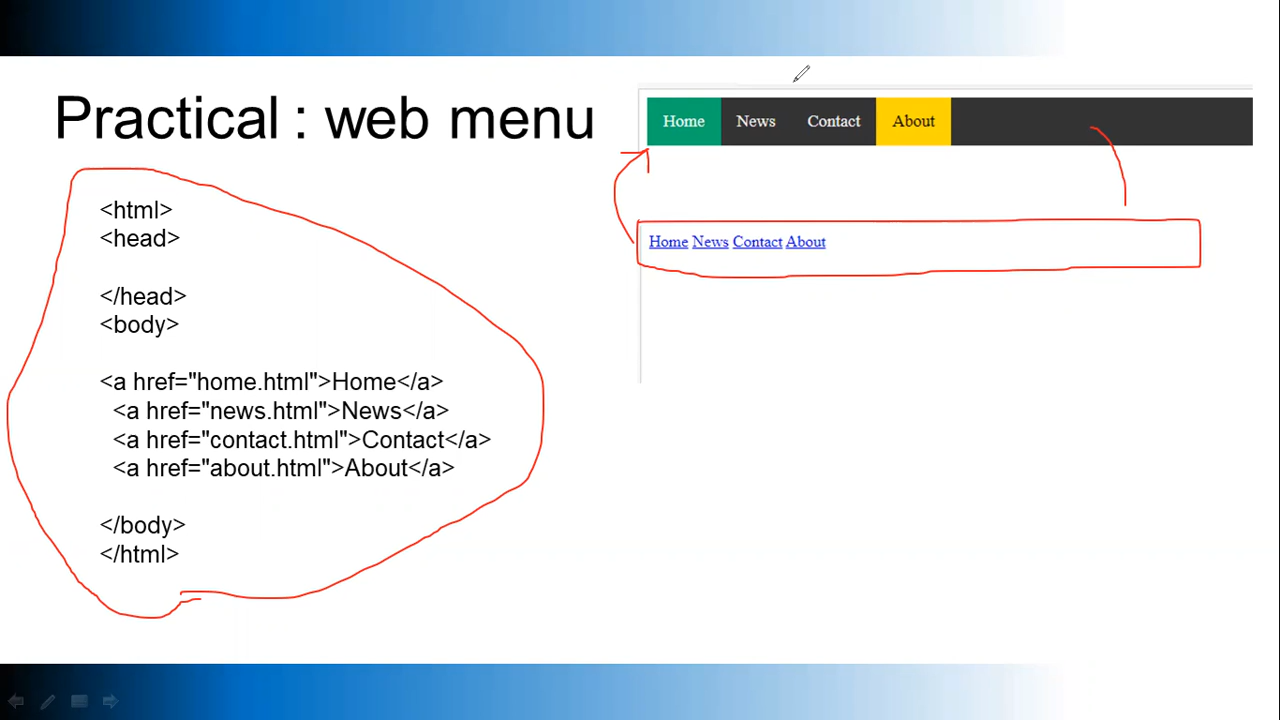 Practical : web menu
<html>
<head>
</head>
<body>
<a href="home.html">Home</a>
<a href="news.html">News</a>
<a href="contact.html">Contact</a>
<a href="about.html">About</a>
</body>
</html>
Home News Contact About
Home News Contact About